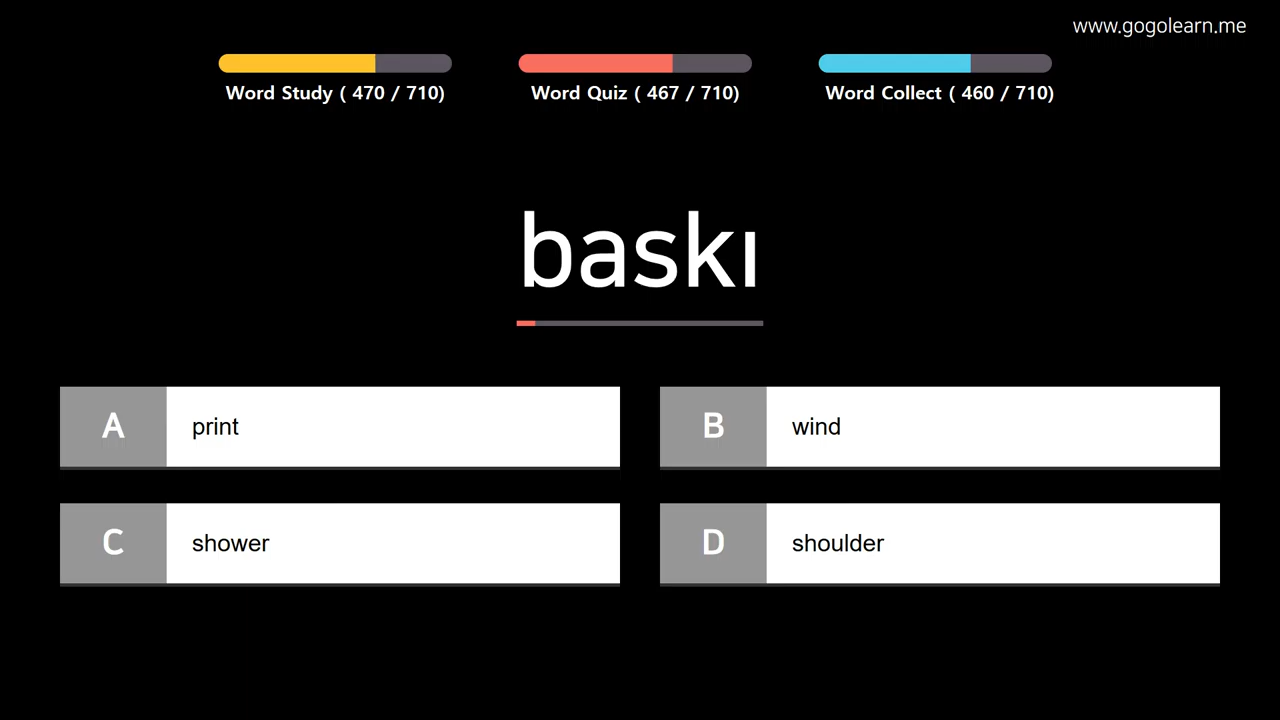 www.gogolearn.me
Word Study ( 470 / 710)
Word Quiz ( 467 / 710)
Word Collect ( 460 / 710)
baskı
A
print
B
wind
C
shower
D
shoulder